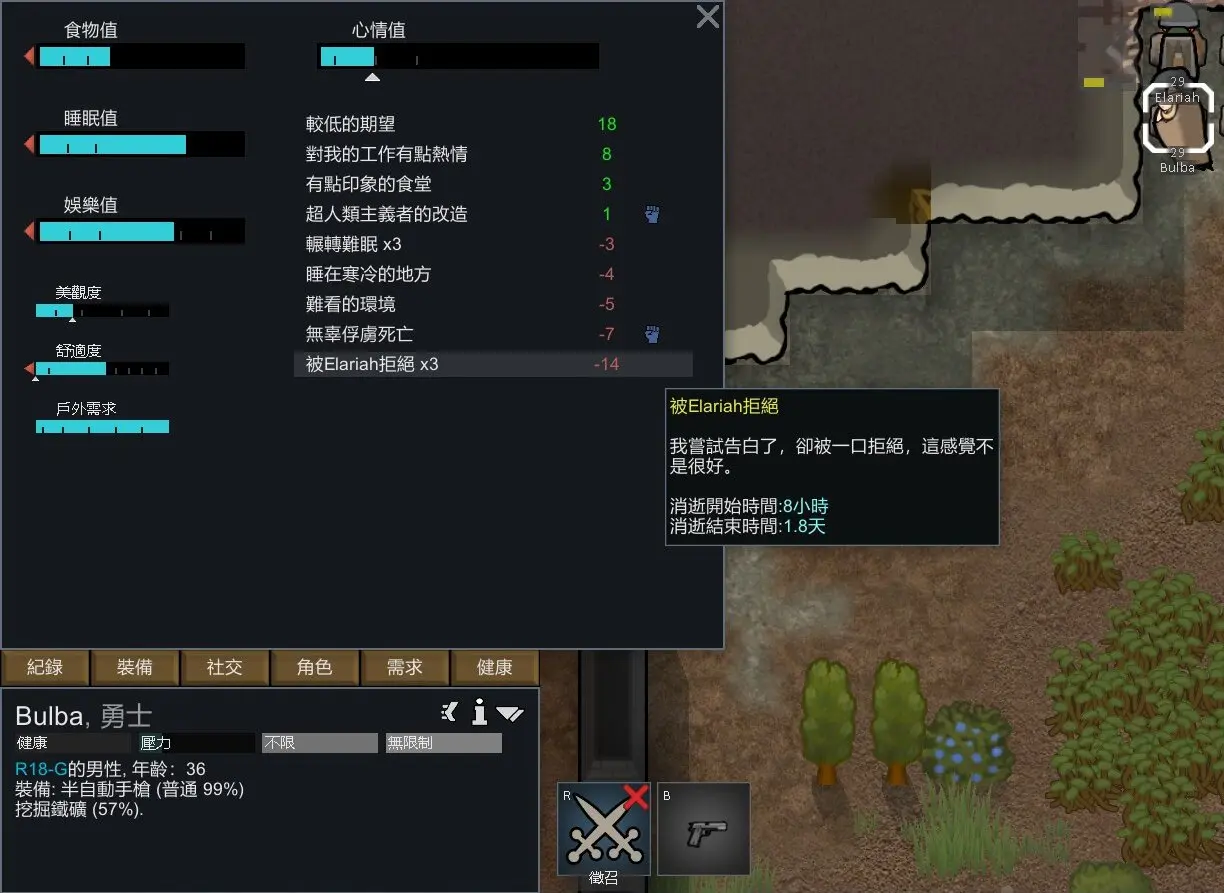 食物值
心情值
睡眠值
娛樂值
美觀度
舒適度
戶外需求
較低的期望 18
對我的工作有點熱情 8
有點印象的食堂 3
超人類主義者的改造 1
輾轉難眠 x3 -3
睡在寒冷的地方 -4
難看的環境 -5
無辜俘虜死亡 -7
被Elariah拒絕 x3 -14
被Elariah拒絕
我嘗試告白了，卻被一口拒絕，這感覺不
是很好。
消逝開始時間:8小時
消逝結束時間:1.8天
29
Elariah
29
Bulba
紀錄 裝備 社交 角色 需求 健康
Bulba, 勇士
健康 壓力 不限 無限制
R18-G的男性, 年齡：36
裝備: 半自動手槍 (普通 99%)
挖掘鐵礦 (57%).
R
徵召
B